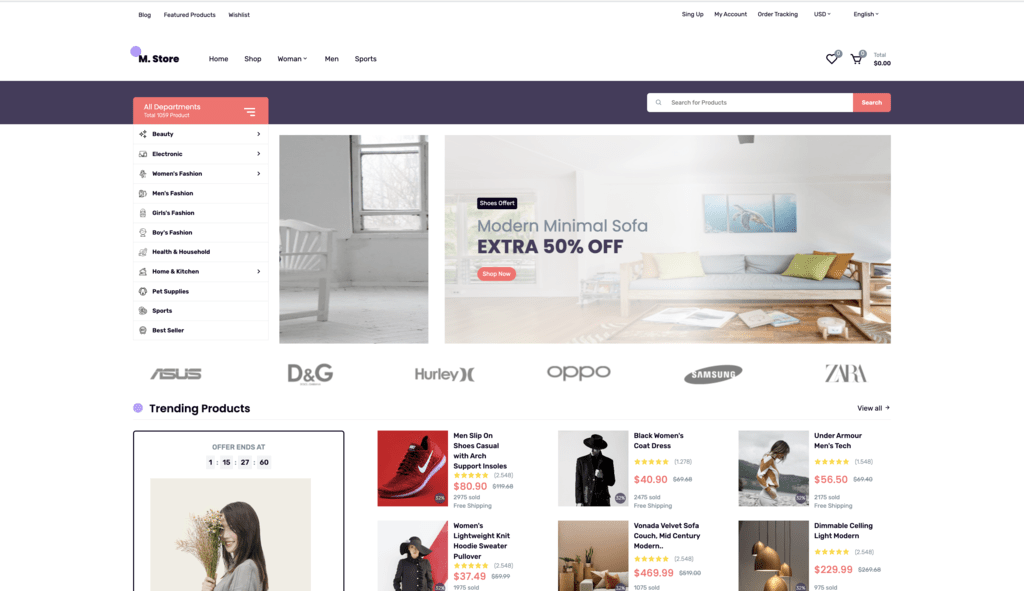 Blog Featured Products Wishlist
Sing Up My Account Order Tracking USD English
M. Store
Home Shop Woman Men Sports
0 0 Total
$0.00
All Departments
Total 1059 Product
Search for Products Search
Beauty
Electronic
Women's Fashion
Men's Fashion
Girls's Fashion
Boy's Fashion
Health & Household
Home & Kitchen
Pet Supplies
Sports
Best Seller
Shoes Offert
Modern Minimal Sofa
EXTRA 50% OFF
Shop Now
ASUS D&G Hurley oppo SAMSUNG ZARA
Trending Products
View all
OFFER ENDS AT
1 : 15 : 27 : 60
Men Slip On
Shoes Casual
with Arch
Support Insoles
(2.548)
$80.90 $119.68
2975 sold
Free Shipping
32%
Black Women's
Coat Dress
(1.278)
$40.90 $69.68
2475 sold
Free Shipping
32%
Under Armour
Men's Tech
(1.548)
$56.50 $69.40
2175 sold
Free Shipping
32%
Women's
Lightweight Knit
Hoodie Sweater
Pullover
(2.548)
$37.49 $59.99
1975 sold
32%
Vonada Velvet Sofa
Couch, Mid Century
Modern..
(2.548)
$469.99 $599.00
1075 sold
32%
Dimmable Celling
Light Modern
(2.548)
$229.99 $269.68
975 sold
32%